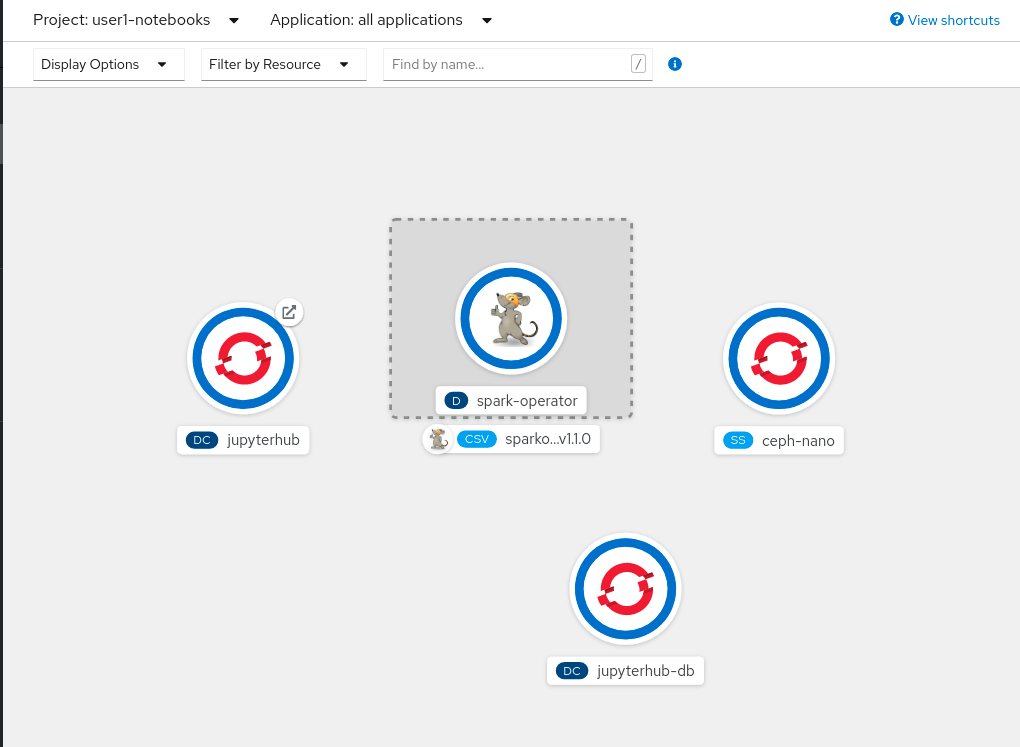 Project: user1-notebooks
Application: all applications
? View shortcuts
Display Options
Filter by Resource
Find by name...
/
i
D spark-operator
DC jupyterhub
CSV sparko...v1.1.0
SS ceph-nano
DC jupyterhub-db